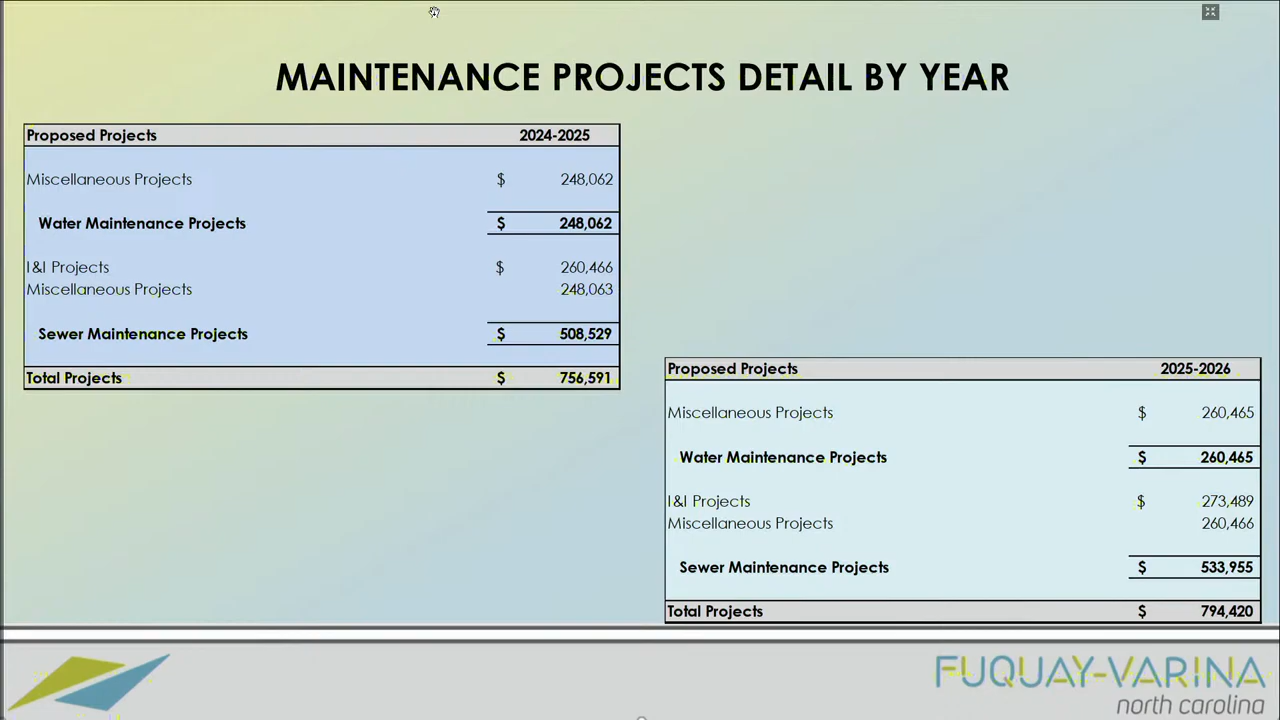 MAINTENANCE PROJECTS DETAIL BY YEAR
Proposed Projects 2024-2025
Miscellaneous Projects $ 248,062
Water Maintenance Projects $ 248,062
I&I Projects $ 260,466
Miscellaneous Projects 248,063
Sewer Maintenance Projects $ 508,529
Total Projects $ 756,591
Proposed Projects 2025-2026
Miscellaneous Projects $ 260,465
Water Maintenance Projects $ 260,465
I&I Projects $ 273,489
Miscellaneous Projects 260,466
Sewer Maintenance Projects $ 533,955
Total Projects $ 794,420
FUQUAY-VARINA
north carolina